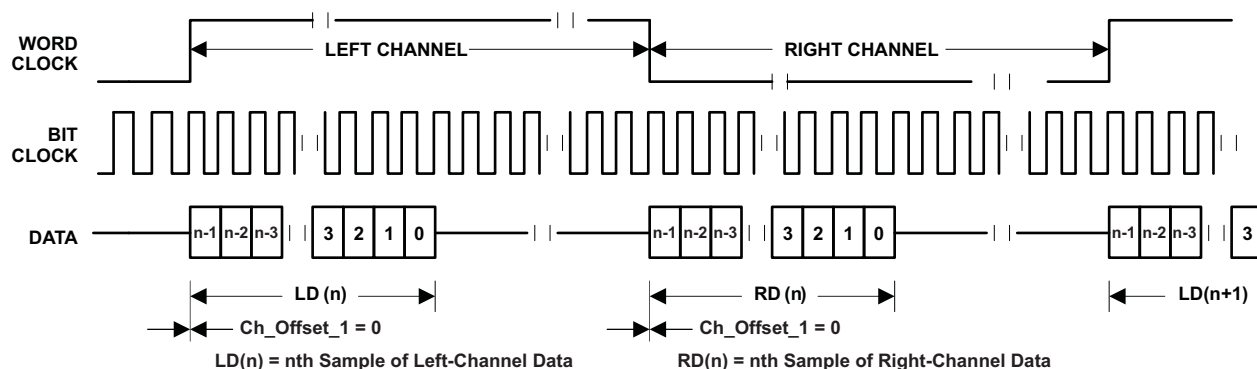 WORD
CLOCK
LEFT CHANNEL
RIGHT CHANNEL
BIT
CLOCK
DATA
n-1 n-2 n-3 3 2 1 0 n-1 n-2 n-3 3 2 1 0 n-1 n-2 n-3 3
LD (n) RD (n) LD(n+1)
Ch_Offset_1 = 0 Ch_Offset_1 = 0
LD(n) = nth Sample of Left-Channel Data RD(n) = nth Sample of Right-Channel Data